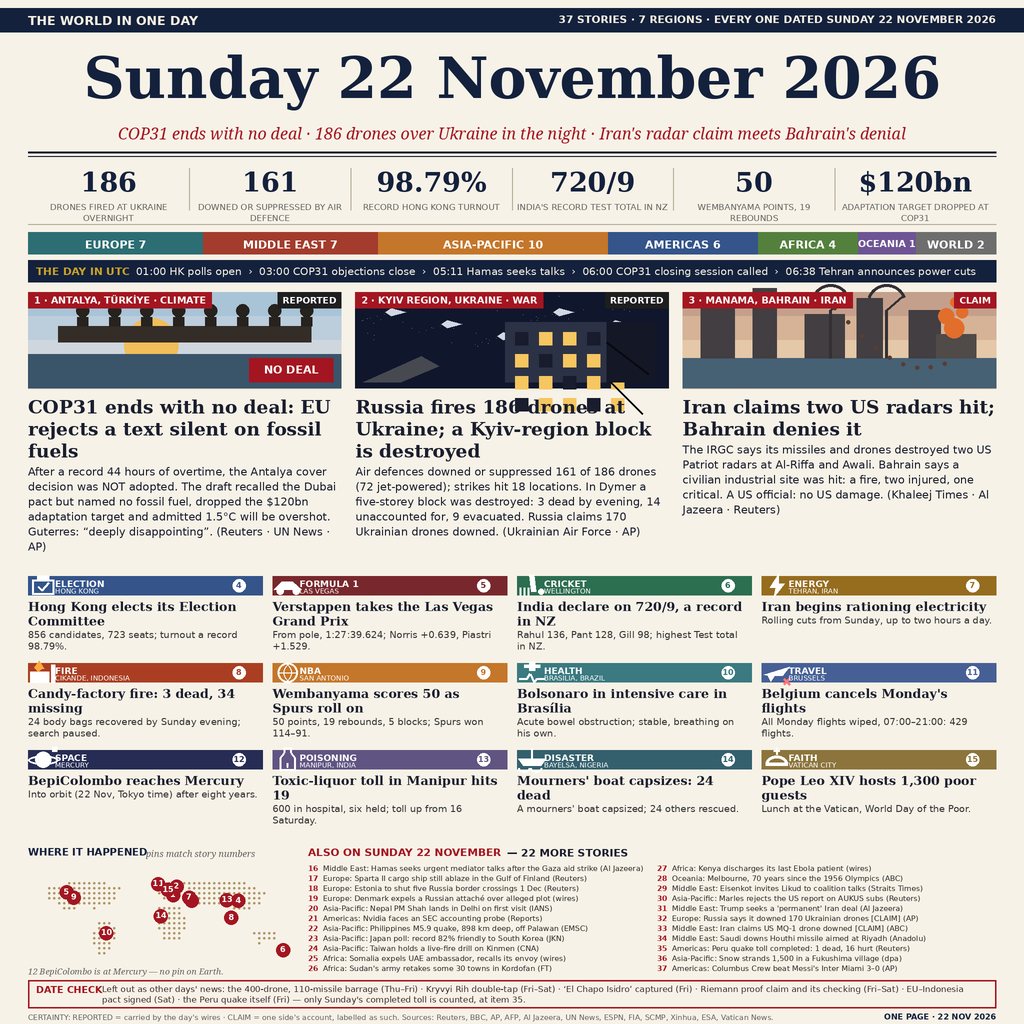 THE WORLD IN ONE DAY
37 STORIES · 7 REGIONS · EVERY ONE DATED SUNDAY 22 NOVEMBER 2026
Sunday 22 November 2026
COP31 ends with no deal · 186 drones over Ukraine in the night · Iran's radar claim meets Bahrain's denial
186
DRONES FIRED AT UKRAINE
OVERNIGHT
161
DOWNED OR SUPPRESSED BY AIR
DEFENCE
98.79%
RECORD HONG KONG TURNOUT
720/9
INDIA'S RECORD TEST TOTAL IN NZ
50
WEMBANYAMA POINTS, 19
REBOUNDS
$120bn
ADAPTATION TARGET DROPPED AT
COP31
EUROPE 7
MIDDLE EAST 7
ASIA-PACIFIC 10
AMERICAS 6
AFRICA 4
OCEANIA 1
WORLD 2
THE DAY IN UTC 01:00 HK polls open › 03:00 COP31 objections close › 05:11 Hamas seeks talks › 06:00 COP31 closing session called › 06:38 Tehran announces power cuts
1 · ANTALYA, TÜRKİYE · CLIMATE
REPORTED
NO DEAL
COP31 ends with no deal: EU
rejects a text silent on fossil
fuels
After a record 44 hours of overtime, the Antalya cover
decision was NOT adopted. The draft recalled the Dubai
pact but named no fossil fuel, dropped the $120bn
adaptation target and admitted 1.5°C will be overshot.
Guterres: “deeply disappointing”. (Reuters · UN News ·
AP)
2 · KYIV REGION, UKRAINE · WAR
REPORTED
Russia fires 186 drones at
Ukraine; a Kyiv-region block
is destroyed
Air defences downed or suppressed 161 of 186 drones
(72 jet-powered); strikes hit 18 locations. In Dymer a
five-storey block was destroyed: 3 dead by evening, 14
unaccounted for, 9 evacuated. Russia claims 170
Ukrainian drones downed. (Ukrainian Air Force · AP)
3 · MANAMA, BAHRAIN · IRAN
CLAIM
Iran claims two US radars hit;
Bahrain denies it
The IRGC says its missiles and drones destroyed two US
Patriot radars at Al-Riffa and Awali. Bahrain says a
civilian industrial site was hit: a fire, two injured, one
critical. A US official: no US damage. (Khaleej Times · Al
Jazeera · Reuters)
ELECTION
HONG KONG
4
Hong Kong elects its Election
Committee
856 candidates, 723 seats; turnout a record
98.79%.
FORMULA 1
LAS VEGAS
5
Verstappen takes the Las Vegas
Grand Prix
From pole, 1:27:39.624; Norris +0.639, Piastri
+1.529.
CRICKET
WELLINGTON
6
India declare on 720/9, a record
in NZ
Rahul 136, Pant 128, Gill 98; highest Test total
in NZ.
ENERGY
TEHRAN, IRAN
7
Iran begins rationing electricity
Rolling cuts from Sunday, up to two hours a day.
FIRE
CIKANDE, INDONESIA
8
Candy-factory fire: 3 dead, 34
missing
24 body bags recovered by Sunday evening;
search paused.
NBA
SAN ANTONIO
9
Wembanyama scores 50 as
Spurs roll on
50 points, 19 rebounds, 5 blocks; Spurs won
114–91.
HEALTH
BRASILIA, BRAZIL
10
Bolsonaro in intensive care in
Brasília
Acute bowel obstruction; stable, breathing on
his own.
TRAVEL
BRUSSELS
11
Belgium cancels Monday's
flights
All Monday flights wiped, 07:00–21:00: 429
flights.
SPACE
MERCURY
12
BepiColombo reaches Mercury
Into orbit (22 Nov, Tokyo time) after eight years.
POISONING
MANIPUR, INDIA
13
Toxic-liquor toll in Manipur hits
19
600 in hospital, six held; toll up from 16
Saturday.
DISASTER
BAYELSA, NIGERIA
14
Mourners' boat capsizes: 24
dead
A mourners' boat capsized; 24 others rescued.
FAITH
VATICAN CITY
15
Pope Leo XIV hosts 1,300 poor
guests
Lunch at the Vatican, World Day of the Poor.
WHERE IT HAPPENED pins match story numbers
5
9
11
2
15
7
13
4
14
8
10
6
12 BepiColombo is at Mercury — no pin on Earth.
ALSO ON SUNDAY 22 NOVEMBER — 22 MORE STORIES
16 Middle East: Hamas seeks urgent mediator talks after the Gaza aid strike (Al Jazeera)
17 Europe: Sparta II cargo ship still ablaze in the Gulf of Finland (Reuters)
18 Europe: Estonia to shut five Russia border crossings 1 Dec (Reuters)
19 Europe: Denmark expels a Russian attaché over alleged plot (wires)
20 Asia-Pacific: Nepal PM Shah lands in Delhi on first visit (IANS)
21 Americas: Nvidia faces an SEC accounting probe (Reports)
22 Asia-Pacific: Philippines M5.9 quake, 898 km deep, off Palawan (EMSC)
23 Asia-Pacific: Japan poll: record 82% friendly to South Korea (JKN)
24 Asia-Pacific: Taiwan holds a live-fire drill on Kinmen (CNA)
25 Africa: Somalia expels UAE ambassador, recalls its envoy (wires)
26 Africa: Sudan's army retakes some 30 towns in Kordofan (FT)
27 Africa: Kenya discharges its last Ebola patient (wires)
28 Oceania: Melbourne, 70 years since the 1956 Olympics (ABC)
29 Middle East: Eisenkot invites Likud to coalition talks (Straits Times)
30 Asia-Pacific: Marles rejects the US report on AUKUS subs (Reuters)
31 Middle East: Trump seeks a 'permanent' Iran deal (Al Jazeera)
32 Europe: Russia says it downed 170 Ukrainian drones [CLAIM] (AP)
33 Middle East: Iran claims US MQ-1 drone downed [CLAIM] (ABC)
34 Middle East: Saudi downs Houthi missile aimed at Riyadh (Anadolu)
35 Americas: Peru quake toll completed: 1 dead, 16 hurt (Reuters)
36 Asia-Pacific: Snow strands 1,500 in a Fukushima village (dpa)
37 Americas: Columbus Crew beat Messi's Inter Miami 3–0 (AP)
DATE CHECK Left out as other days' news: the 400-drone, 110-missile barrage (Thu–Fri) · Kryvyi Rih double-tap (Fri–Sat) · ‘El Chapo Isidro’ captured (Fri) · Riemann proof claim and its checking (Fri–Sat) · EU–Indonesia
pact signed (Sat) · the Peru quake itself (Fri) — only Sunday's completed toll is counted, at item 35.
CERTAINTY: REPORTED = carried by the day's wires · CLAIM = one side's account, labelled as such. Sources: Reuters, BBC, AP, AFP, Al Jazeera, UN News, ESPN, FIA, SCMP, Xinhua, ESA, Vatican News.
ONE PAGE · 22 NOV 2026